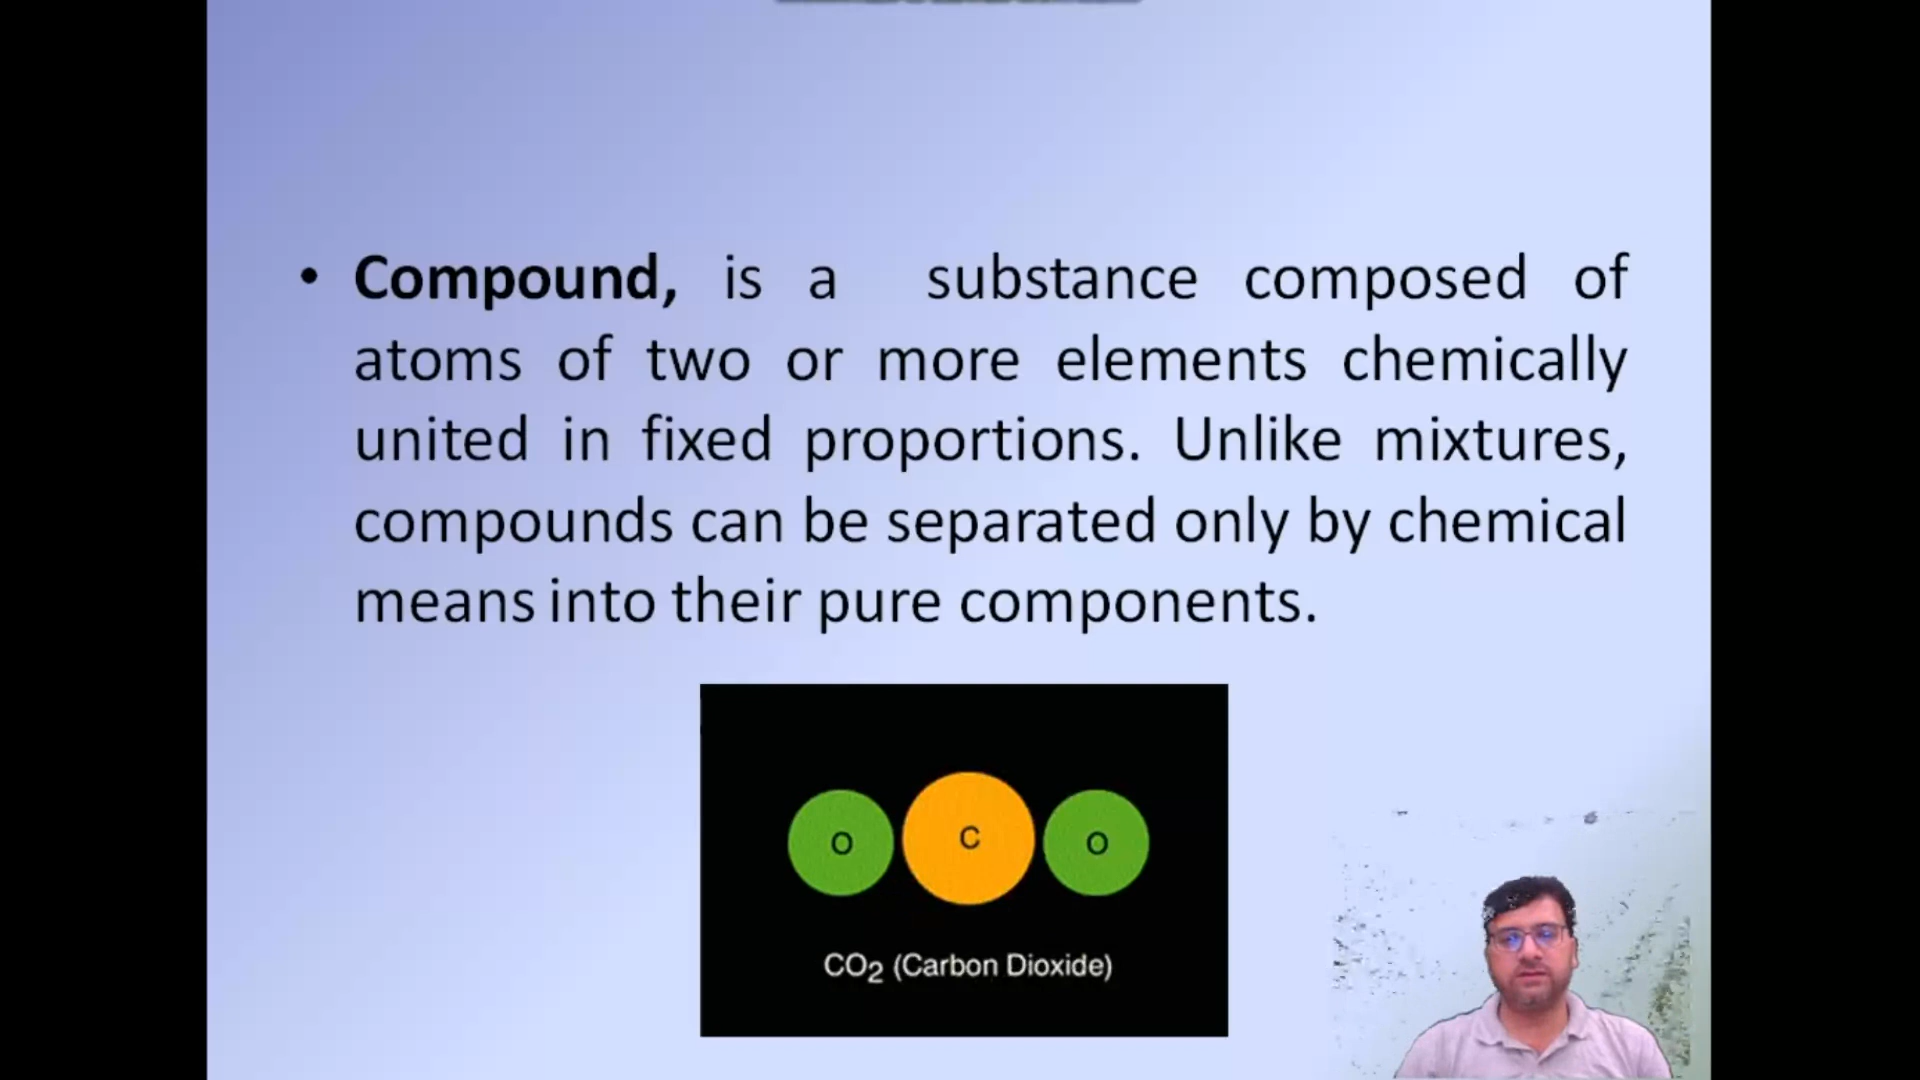 • Compound, is a substance composed of
atoms of two or more elements chemically
united in fixed proportions. Unlike mixtures,
compounds can be separated only by chemical
means into their pure components.
O C O
CO2 (Carbon Dioxide)